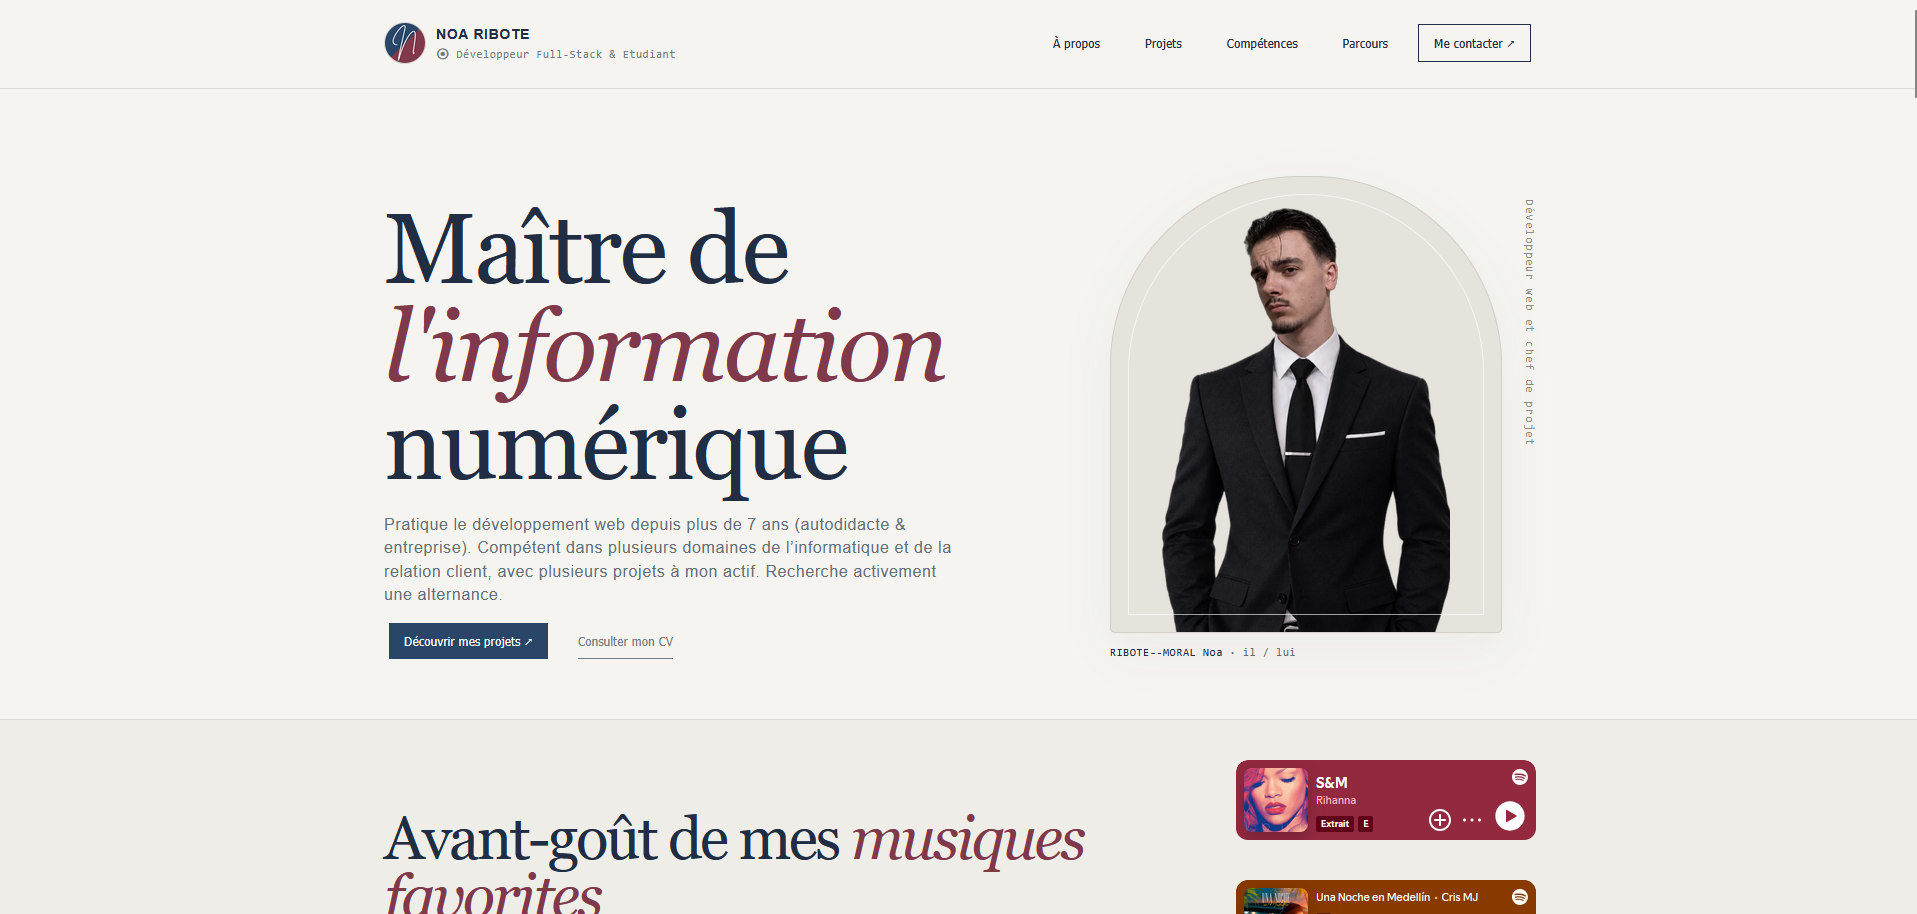 NOA RIBOTE
Développeur Full-Stack & Etudiant
À propos
Projets
Compétences
Parcours
Me contacter ↗
Maître de
l'information
numérique
Pratique le développement web depuis plus de 7 ans (autodidacte &
entreprise). Compétent dans plusieurs domaines de l’informatique et de la
relation client, avec plusieurs projets à mon actif. Recherche activement
une alternance.
Découvrir mes projets ↗
Consulter mon CV
Développeur web et chef de projet
RIBOTE--MORAL Noa · il / lui
Avant-goût de mes musiques
favorites
S&M
Rihanna
Extrait
E
Una Noche en Medellín · Cris MJ